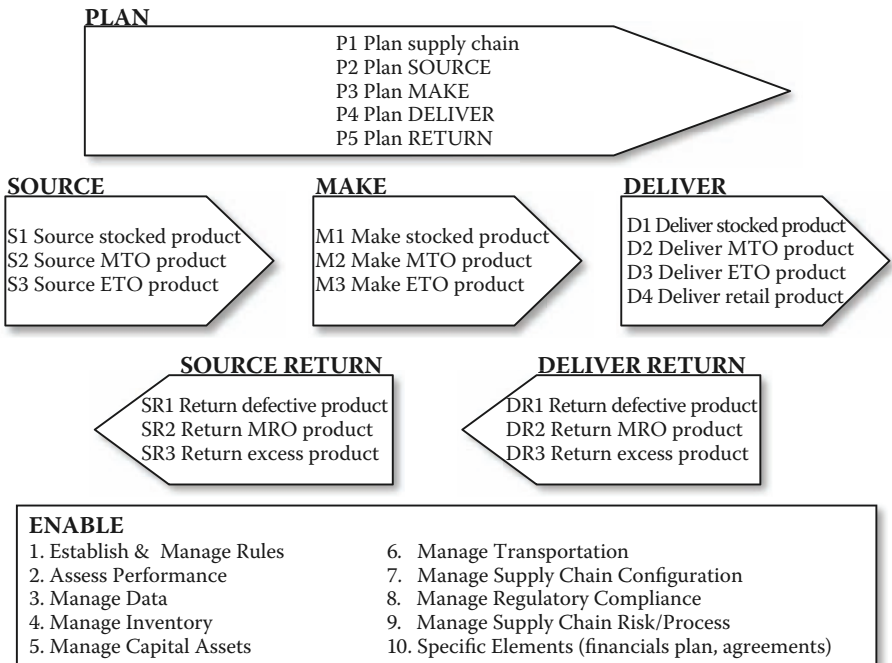 PLAN
P1 Plan supply chain
P2 Plan SOURCE
P3 Plan MAKE
P4 Plan DELIVER
P5 Plan RETURN
SOURCE
S1 Source stocked product
S2 Source MTO product
S3 Source ETO product
MAKE
M1 Make stocked product
M2 Make MTO product
M3 Make ETO product
DELIVER
D1 Deliver stocked product
D2 Deliver MTO product
D3 Deliver ETO product
D4 Deliver retail product
SOURCE RETURN
SR1 Return defective product
SR2 Return MRO product
SR3 Return excess product
DELIVER RETURN
DR1 Return defective product
DR2 Return MRO product
DR3 Return excess product
ENABLE
1. Establish & Manage Rules
2. Assess Performance
3. Manage Data
4. Manage Inventory
5. Manage Capital Assets
6. Manage Transportation
7. Manage Supply Chain Configuration
8. Manage Regulatory Compliance
9. Manage Supply Chain Risk/Process
10. Specific Elements (financials plan, agreements)